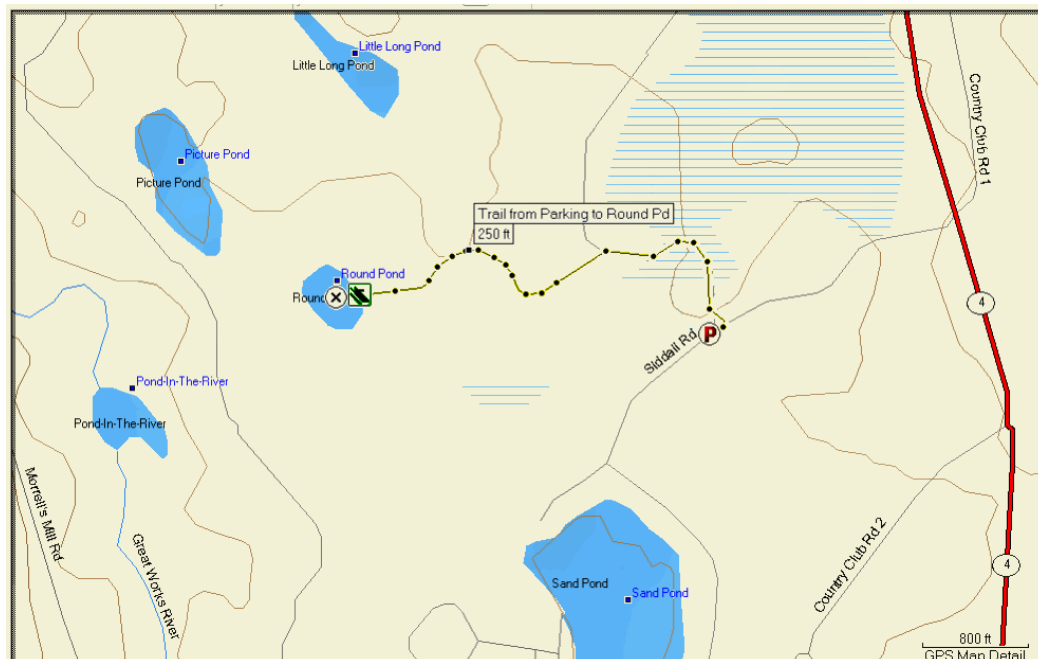 Little Long Pond
Little Long Pond
Country Club Rd 1
Picture Pond
Picture Pond
Trail from Parking to Round Pd
250 ft
Round Pond
Round
4
P
Siddall Rd
Pond-In-The-River
Pond-In-The-River
Morrell's Mill Rd
Great Works River
Country Club Rd 2
4
Sand Pond
Sand Pond
800 ft
GPS Map Detail